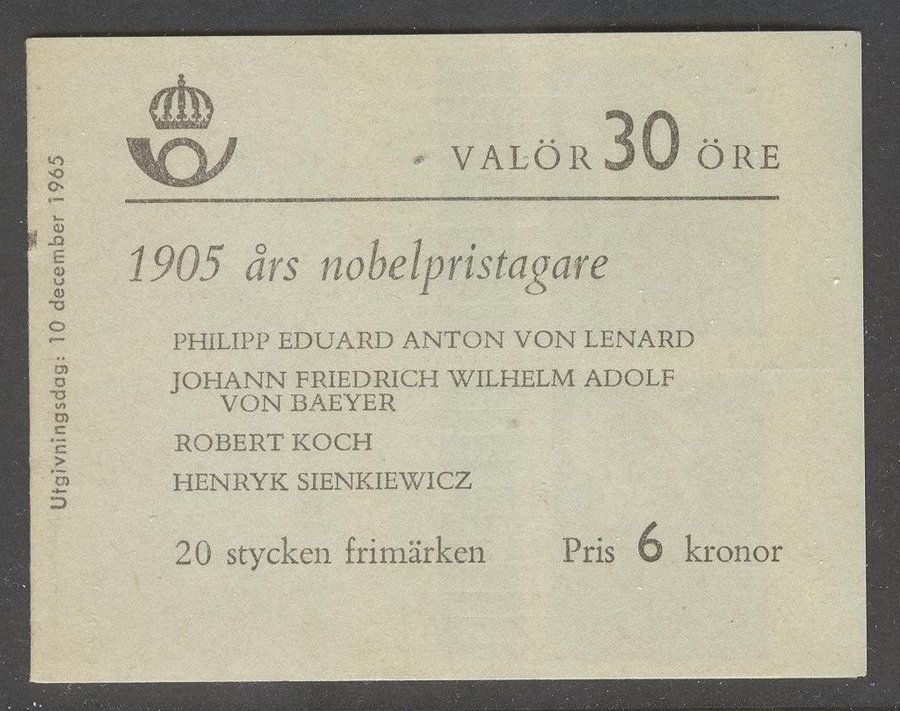 VALÖR 30 ÖRE
1905 års nobelpristagare
PHILIPP EDUARD ANTON VON LENARD
JOHANN FRIEDRICH WILHELM ADOLF
VON BAEYER
ROBERT KOCH
HENRYK SIENKIEWICZ
20 stycken frimärken Pris 6 kronor
Utgivningsdag: 10 december 1965